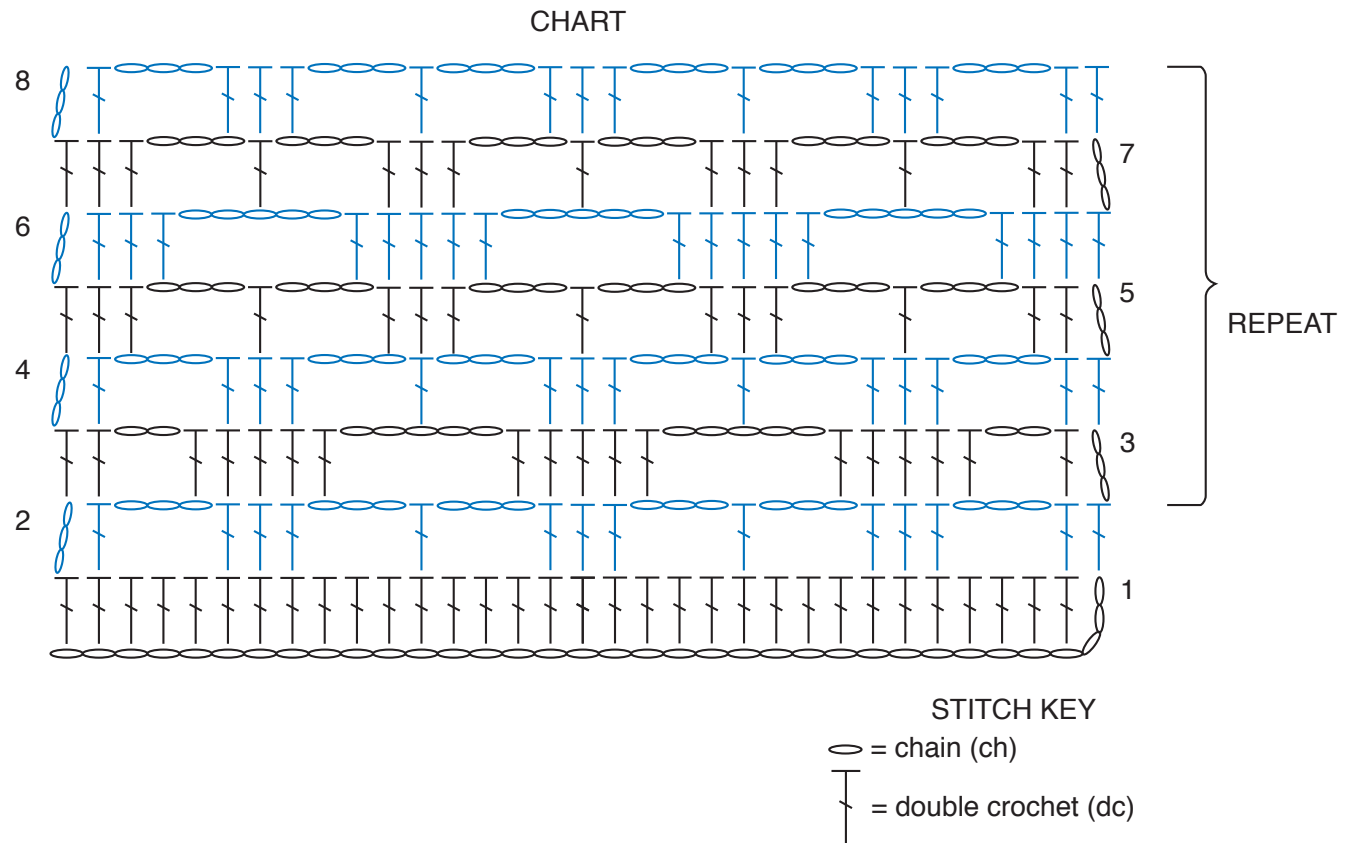 CHART
8
7
6
5
REPEAT
4
3
2
1
STITCH KEY
= chain (ch)
= double crochet (dc)